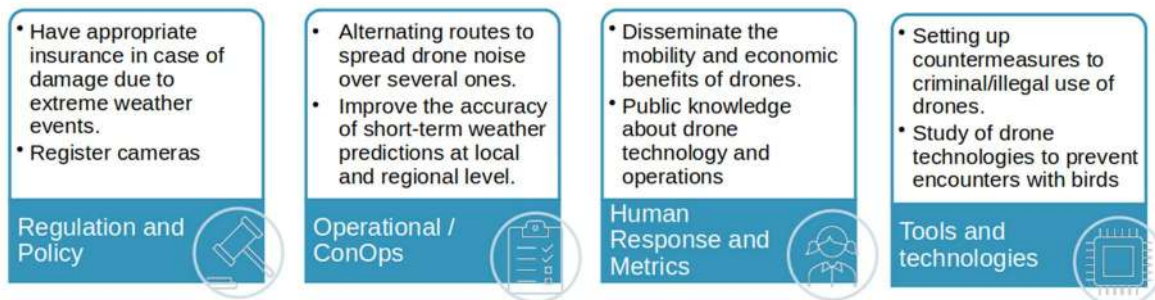 • Have appropriate
insurance in case of
damage due to
extreme weather
events.
• Register cameras
Regulation and
Policy
• Alternating routes to
spread drone noise
over several ones.
• Improve the accuracy
of short-term weather
predictions at local
and regional level.
Operational /
ConOps
• Disseminate the
mobility and economic
benefits of drones.
• Public knowledge
about drone
technology and
operations
Human
Response and
Metrics
• Setting up
countermeasures to
criminal/illegal use of
drones.
• Study of drone
technologies to prevent
encounters with birds
Tools and
technologies